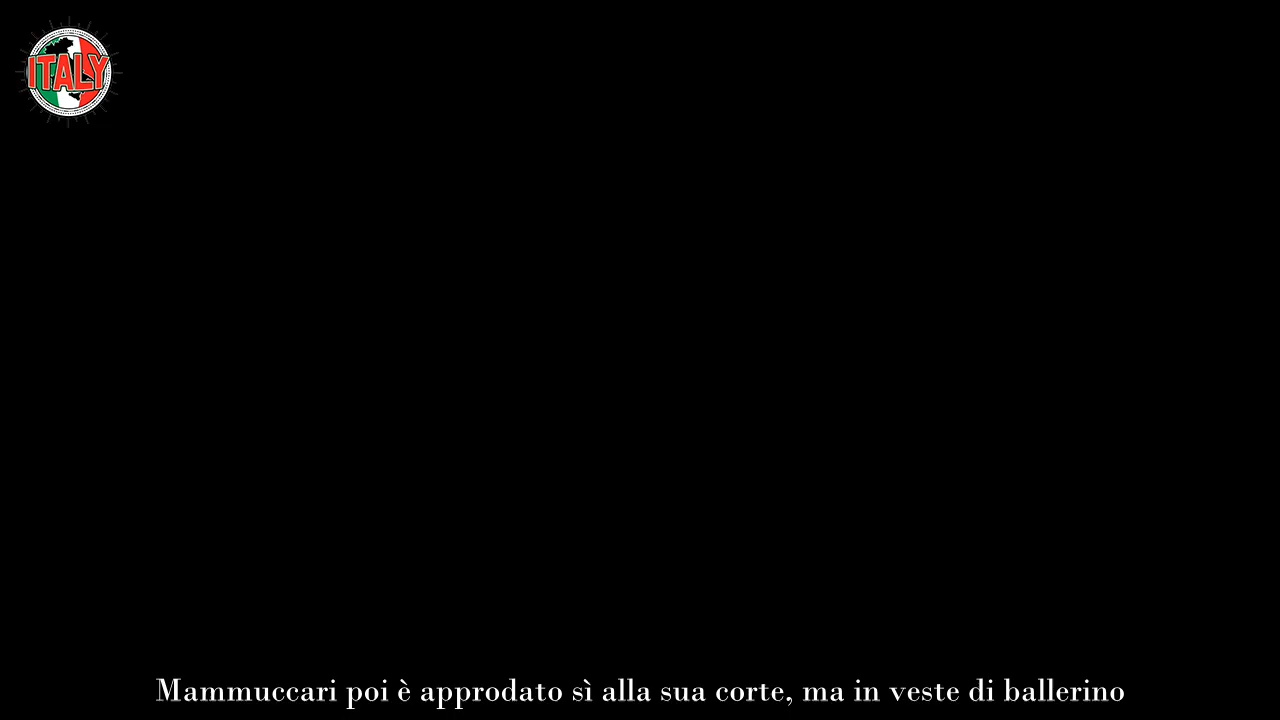 ITALY
Mammuccari poi è approdato sì alla sua corte, ma in veste di ballerino